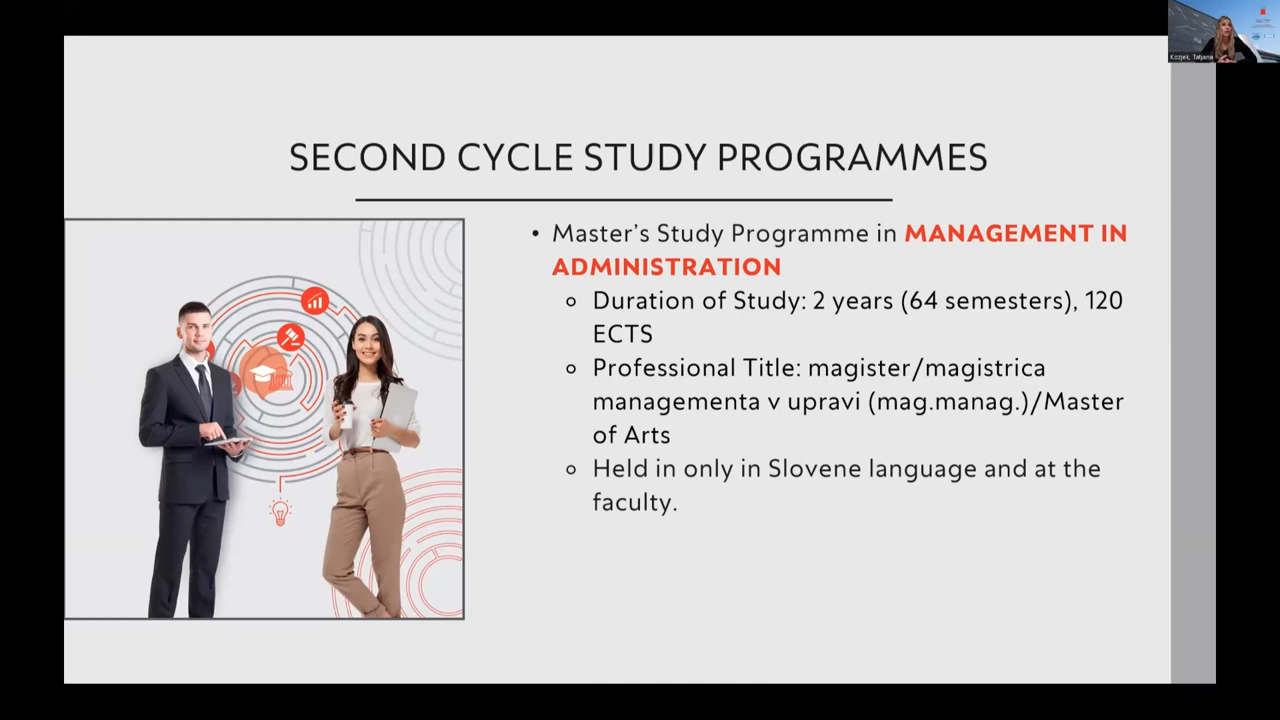 SECOND CYCLE STUDY PROGRAMMES
• Master's Study Programme in MANAGEMENT IN
ADMINISTRATION
o Duration of Study: 2 years (64 semesters), 120
ECTS
o Professional Title: magister/magistrica
managementa v upravi (mag.manag.)/Master
of Arts
o Held in only in Slovene language and at the
faculty.
Kozjek, Tatjana